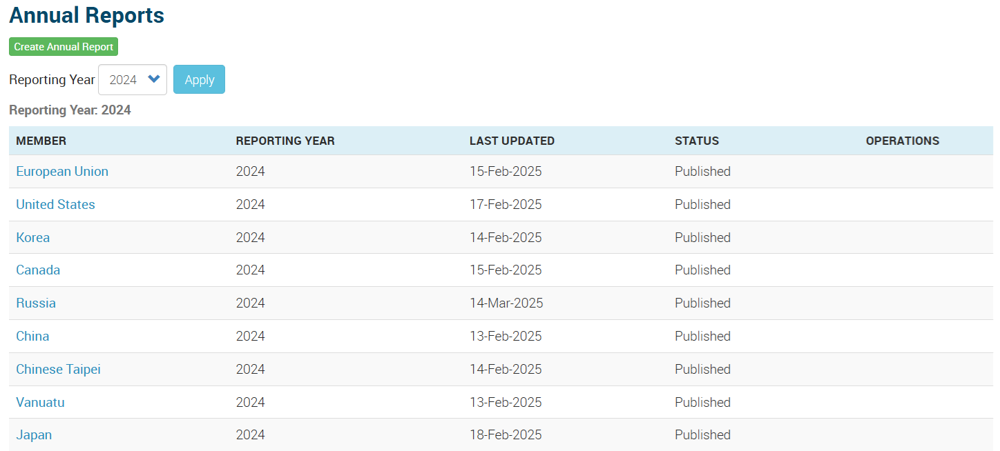 Annual Reports
Create Annual Report
Reporting Year 2024 Apply
Reporting Year: 2024
MEMBER REPORTING YEAR LAST UPDATED STATUS OPERATIONS
European Union 2024 15-Feb-2025 Published
United States 2024 17-Feb-2025 Published
Korea 2024 14-Feb-2025 Published
Canada 2024 15-Feb-2025 Published
Russia 2024 14-Mar-2025 Published
China 2024 13-Feb-2025 Published
Chinese Taipei 2024 14-Feb-2025 Published
Vanuatu 2024 13-Feb-2025 Published
Japan 2024 18-Feb-2025 Published